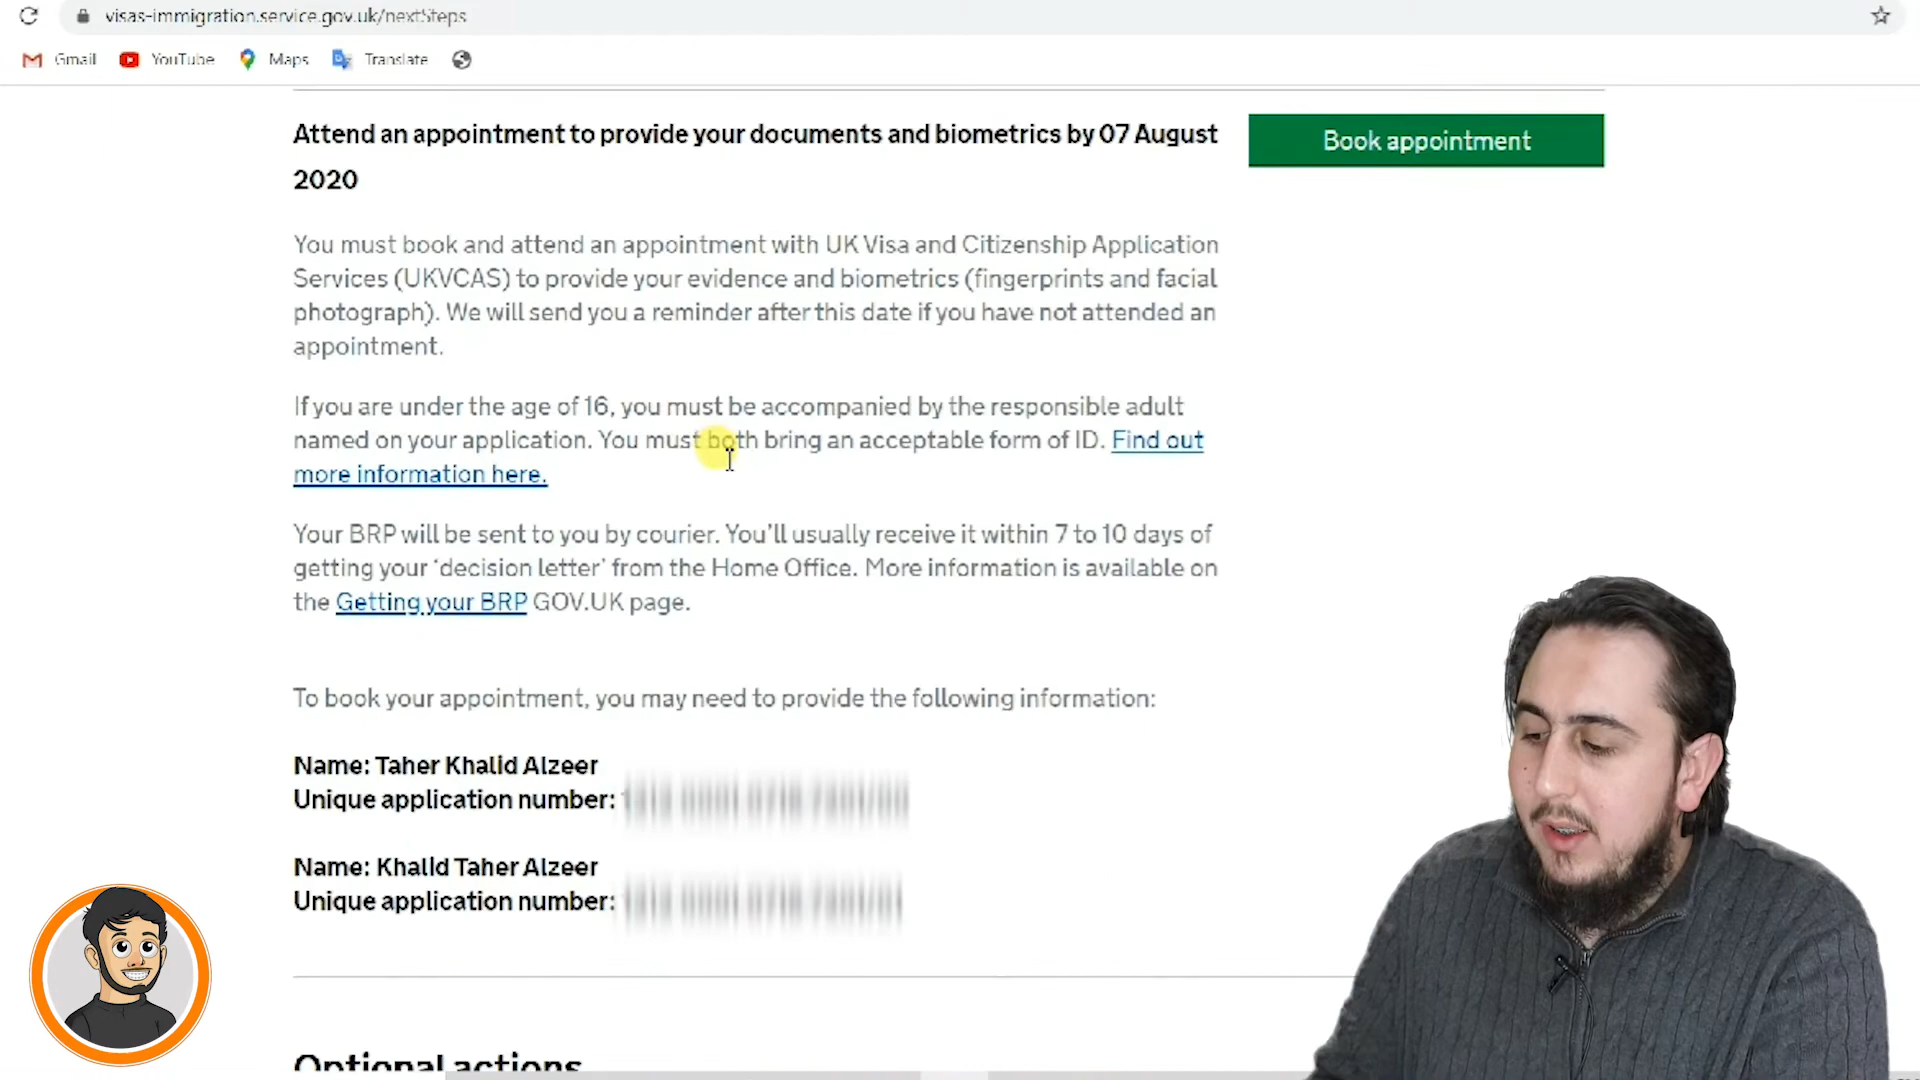 visas-immigration.service.gov.uk/nextSteps
Gmail YouTube Maps Translate
Attend an appointment to provide your documents and biometrics by 07 August
2020
Book appointment
You must book and attend an appointment with UK Visa and Citizenship Application
Services (UKVCAS) to provide your evidence and biometrics (fingerprints and facial
photograph). We will send you a reminder after this date if you have not attended an
appointment.
If you are under the age of 16, you must be accompanied by the responsible adult
named on your application. You must both bring an acceptable form of ID. Find out
more information here.
Your BRP will be sent to you by courier. You’ll usually receive it within 7 to 10 days of
getting your ‘decision letter’ from the Home Office. More information is available on
the Getting your BRP GOV.UK page.
To book your appointment, you may need to provide the following information:
Name: Taher Khalid Alzeer
Unique application number:
Name: Khalid Taher Alzeer
Unique application number:
Optional actions